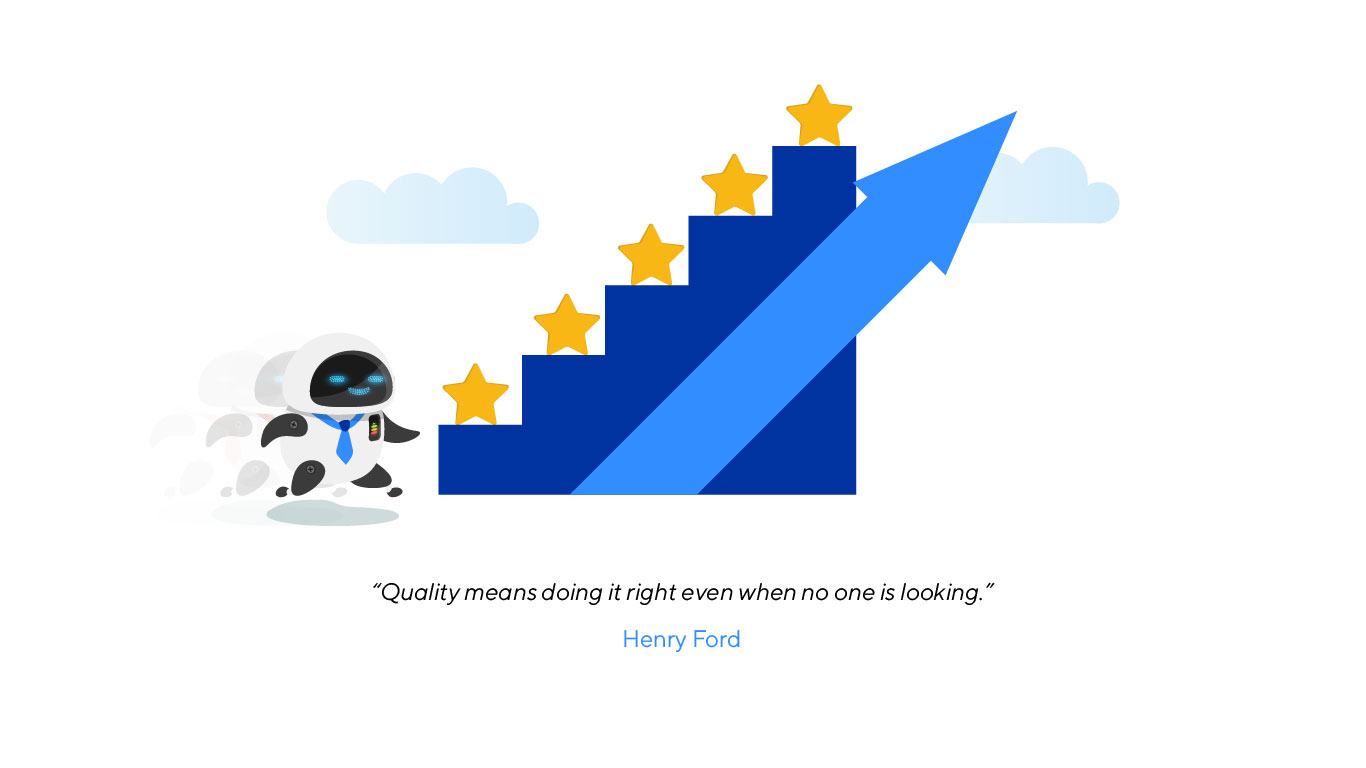 “Quality means doing it right even when no one is looking.”
Henry Ford